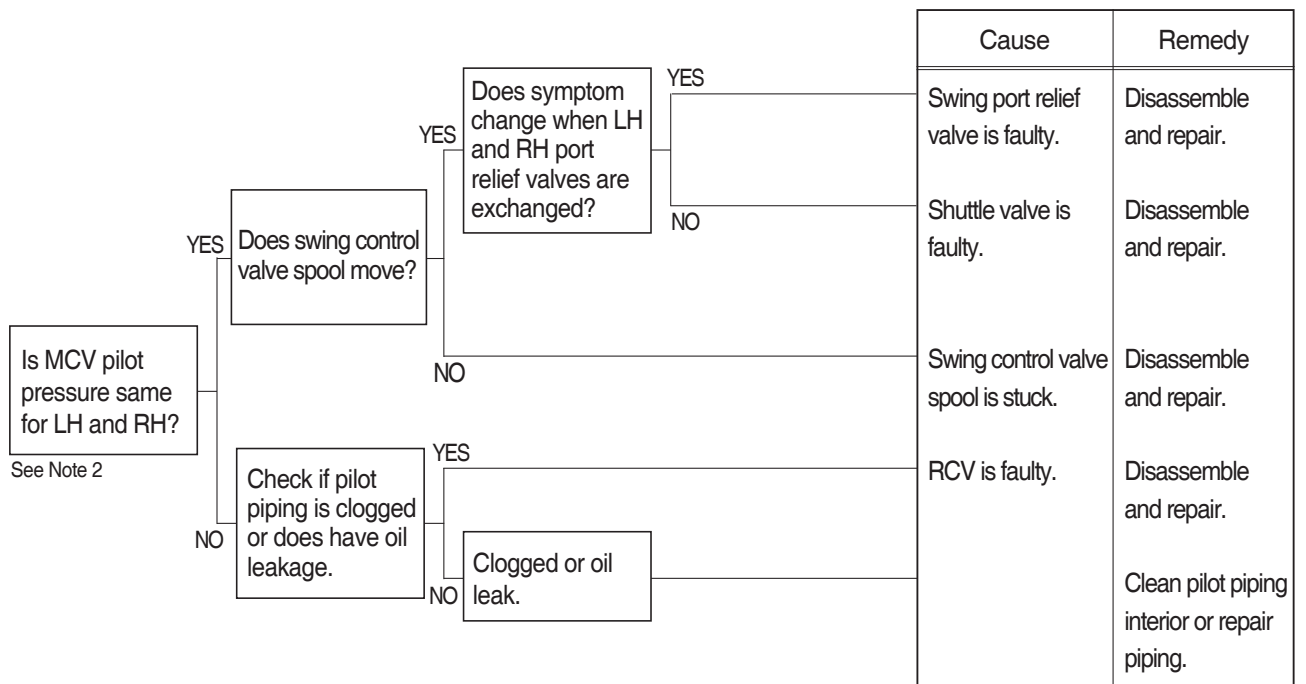 Cause
Remedy
Does symptom
change when LH
and RH port
relief valves are
exchanged?
YES
Swing port relief
valve is faulty.
Disassemble
and repair.
YES
NO
Shuttle valve is
faulty.
Disassemble
and repair.
YES
Does swing control
valve spool move?
NO
Swing control valve
spool is stuck.
Disassemble
and repair.
Is MCV pilot
pressure same
for LH and RH?
See Note 2
NO
Check if pilot
piping is clogged
or does have oil
leakage.
YES
RCV is faulty.
Disassemble
and repair.
NO
Clogged or oil
leak.
Clean pilot piping
interior or repair
piping.